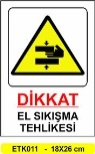 DİKKAT
EL SIKIŞMA
TEHLİKESİ
ETK011 - 18X26 cm